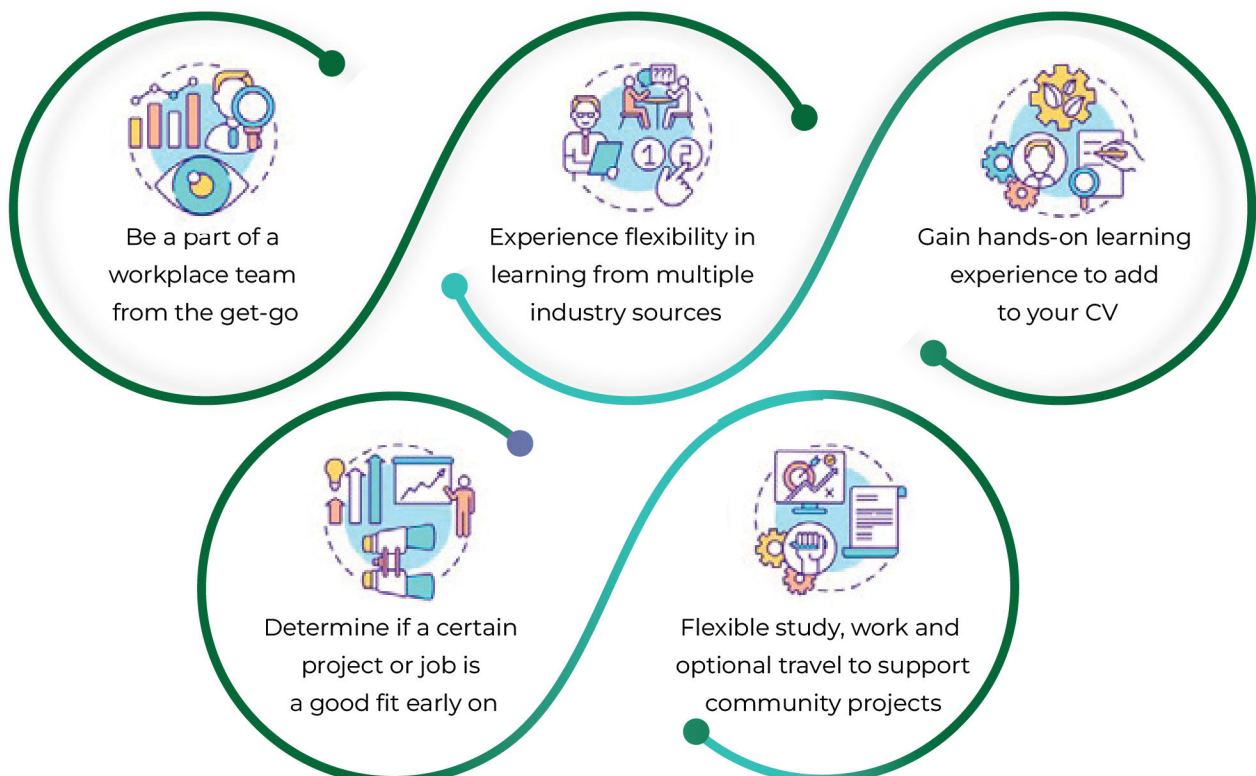 ???
1 2
Be a part of a
workplace team
from the get-go
Experience flexibility in
learning from multiple
industry sources
Gain hands-on learning
experience to add
to your CV
Determine if a certain
project or job is
a good fit early on
Flexible study, work and
optional travel to support
community projects